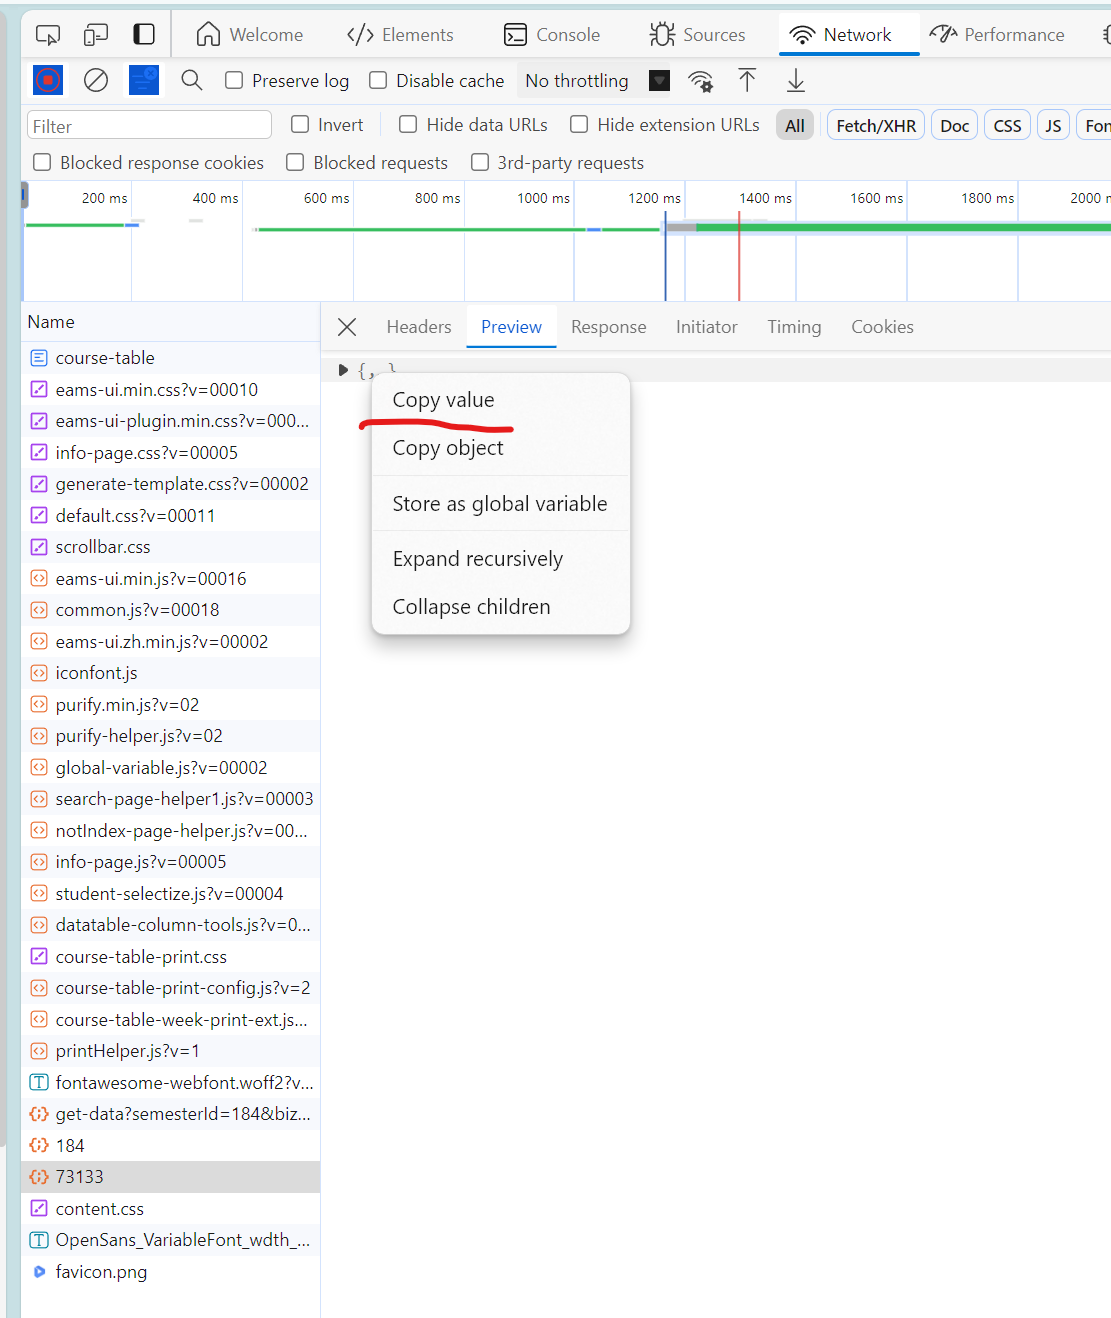 Welcome Elements Console Sources Network Performance
Preserve log Disable cache No throttling
Filter Invert Hide data URLs Hide extension URLs All Fetch/XHR Doc CSS JS Fon
Blocked response cookies Blocked requests 3rd-party requests
200 ms 400 ms 600 ms 800 ms 1000 ms 1200 ms 1400 ms 1600 ms 1800 ms 2000 m
Name
Headers Preview Response Initiator Timing Cookies
{,
}
Copy value
Copy object
Store as global variable
Expand recursively
Collapse children
course-table
eams-ui.min.css?v=00010
eams-ui-plugin.min.css?v=000...
info-page.css?v=00005
generate-template.css?v=00002
default.css?v=00011
scrollbar.css
eams-ui.min.js?v=00016
common.js?v=00018
eams-ui.zh.min.js?v=00002
iconfont.js
purify.min.js?v=02
purify-helper.js?v=02
global-variable.js?v=00002
search-page-helper1.js?v=00003
notIndex-page-helper.js?v=00...
info-page.js?v=00005
student-selectize.js?v=00004
datatable-column-tools.js?v=0...
course-table-print.css
course-table-print-config.js?v=2
course-table-week-print-ext.js...
printHelper.js?v=1
fontawesome-webfont.woff2?v...
get-data?semesterId=184&biz...
184
73133
content.css
OpenSans_VariableFont_wdth_...
favicon.png